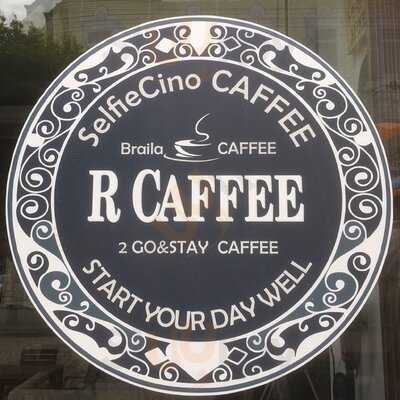 SelfieCino CAFFEE
Braila CAFFEE
R CAFFEE
2 GO&STAY CAFFEE
START YOUR DAY WELL